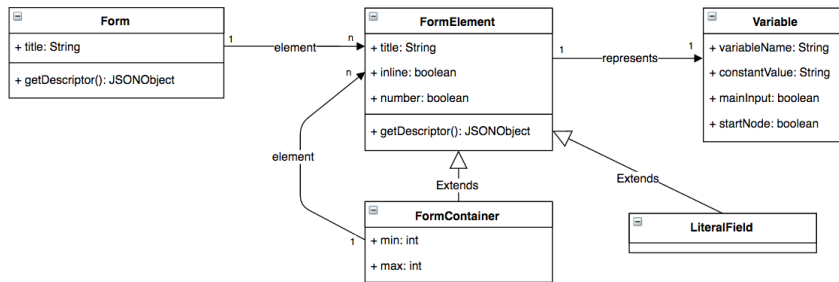 Form
+ title: String
+ getDescriptor(): JSONObject
1
element
n
FormElement
+ title: String
+ inline: boolean
+ number: boolean
+ getDescriptor(): JSONObject
1
represents
1
Variable
+ variableName: String
+ constantValue: String
+ mainInput: boolean
+ startNode: boolean
n
element
1
Extends
Extends
FormContainer
+ min: int
+ max: int
LiteralField